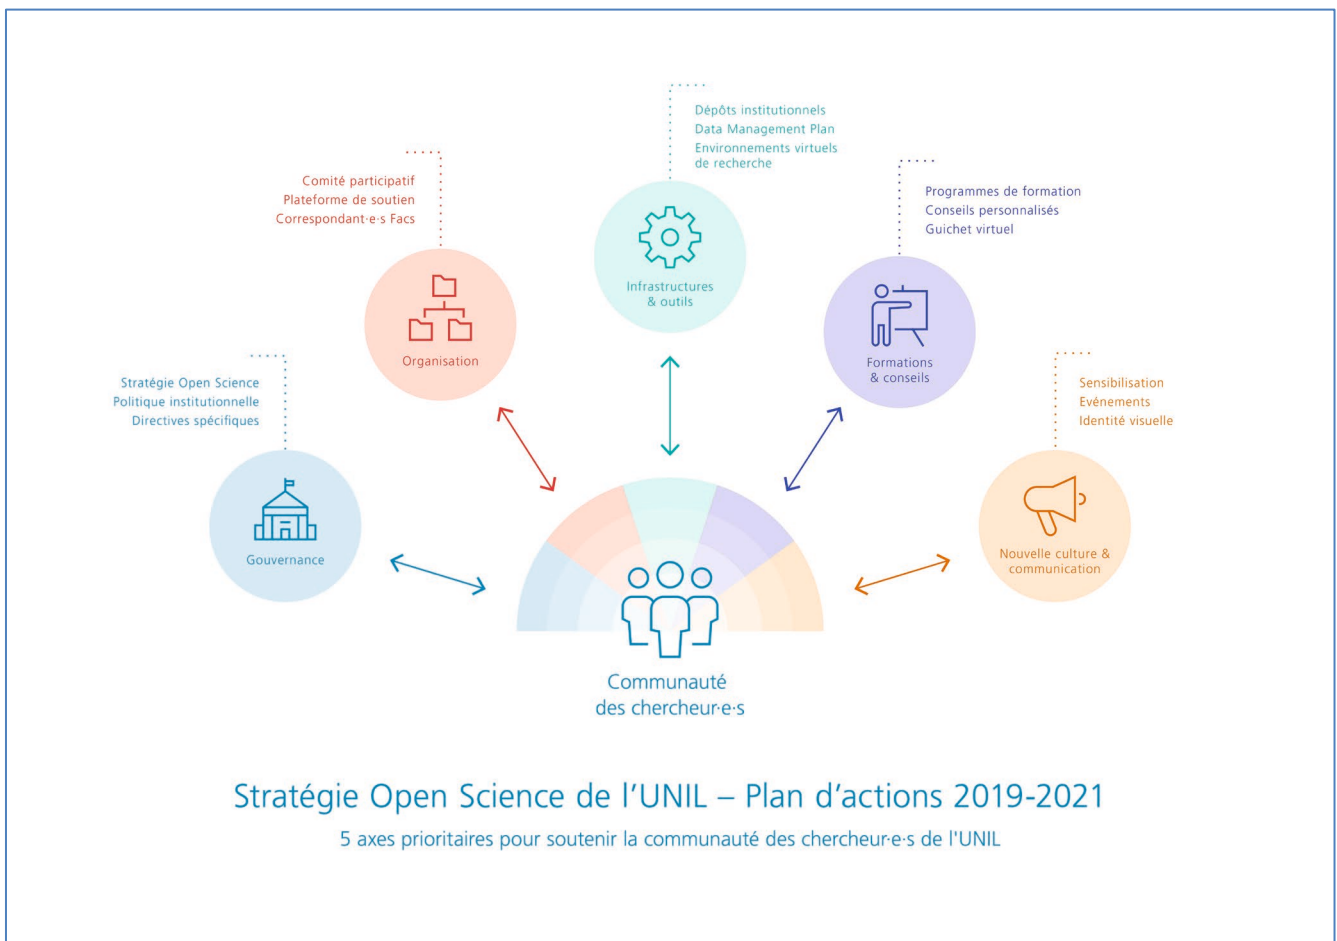 Dépôts institutionnels
Data Management Plan
Environnements virtuels
de recherche
Comité participatif
Plateforme de soutien
Correspondant·e·s Facs
Programmes de formation
Conseils personnalisés
Guichet virtuel
Infrastructures
& outils
Organisation
Formations
& conseils
Stratégie Open Science
Politique institutionnelle
Directives spécifiques
Sensibilisation
Evénements
Identité visuelle
Gouvernance
Nouvelle culture &
communication
Communauté
des chercheur·e·s
Stratégie Open Science de l'UNIL – Plan d'actions 2019-2021
5 axes prioritaires pour soutenir la communauté des chercheur·e·s de l'UNIL